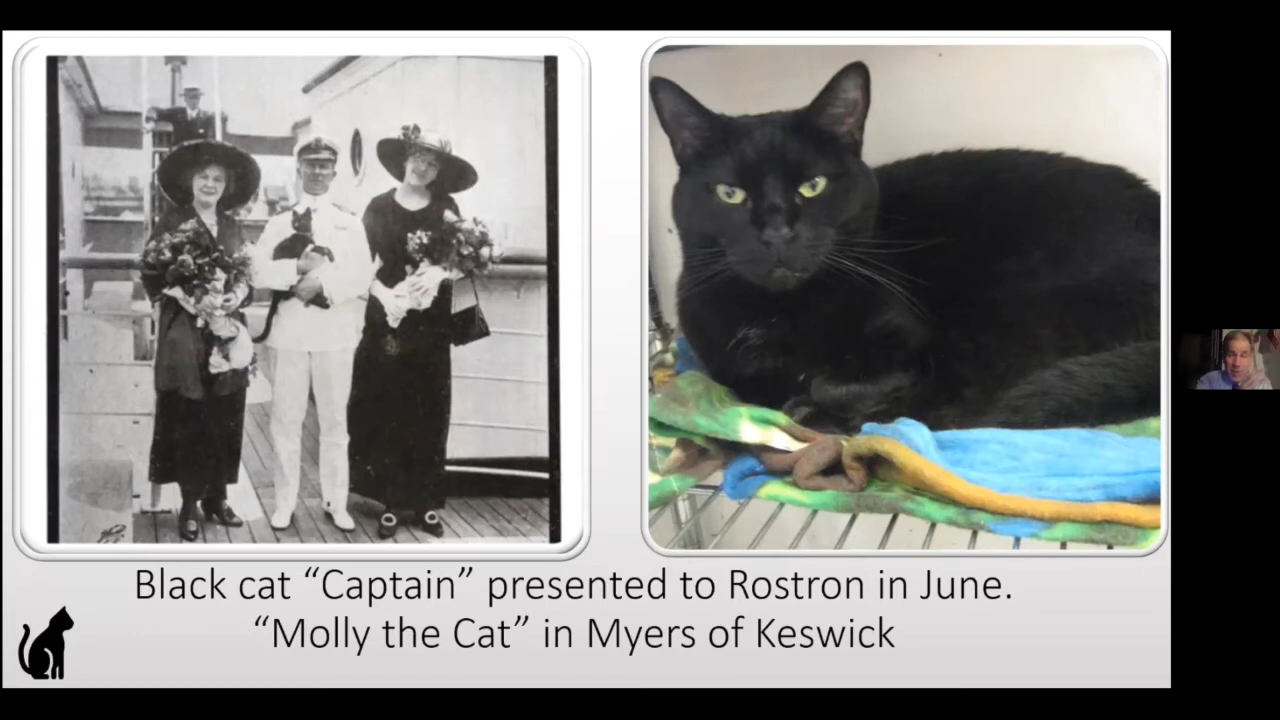 Black cat “Captain” presented to Rostron in June.
“Molly the Cat” in Myers of Keswick